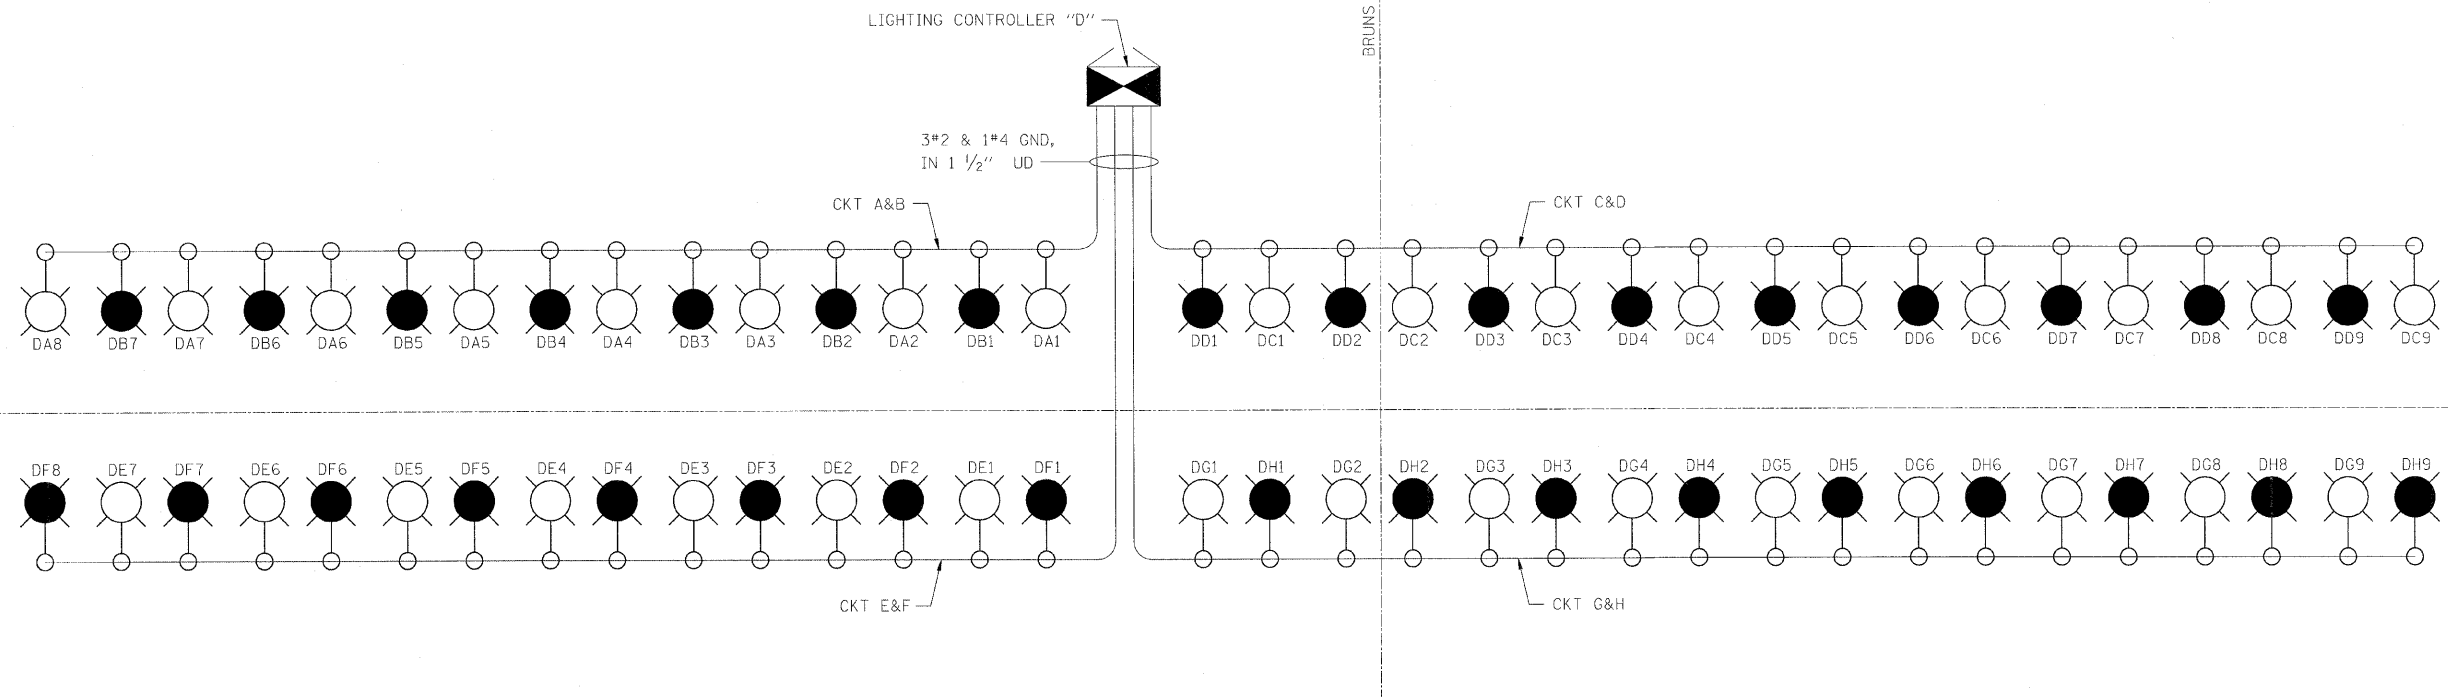 LIGHTING CONTROLLER "D"
BRUNS
3#2 & 1#4 GND,
IN 1 1/2" UD
CKT A&B
CKT C&D
DA8 DB7 DA7 DB6 DA6 DB5 DA5 DB4 DA4 DB3 DA3 DB2 DA2 DB1 DA1 DD1 DC1 DD2 DC2 DD3 DC3 DD4 DC4 DD5 DC5 DD6 DC6 DD7 DC7 DD8 DC8 DD9 DC9
DF8 DE7 DF7 DE6 DF6 DE5 DF5 DE4 DF4 DE3 DF3 DE2 DF2 DE1 DF1 DG1 DH1 DG2 DH2 DG3 DH3 DG4 DH4 DG5 DH5 DG6 DH6 DG7 DH7 DG8 DH8 DG9 DH9
CKT E&F
CKT G&H